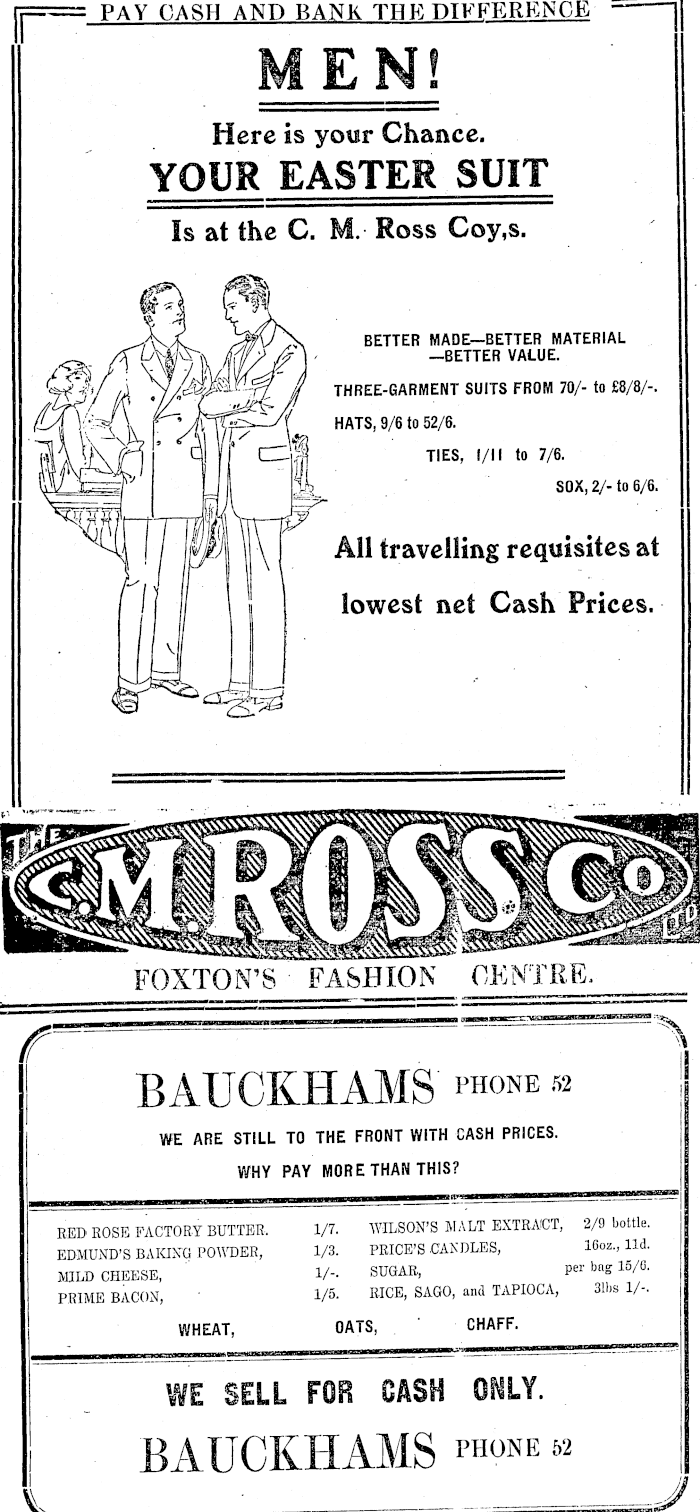 PAY CASH AND BANK THE DIFFERENCE
MEN!
Here is your Chance.
YOUR EASTER SUIT
Is at the C. M. Ross Coy,s.
BETTER MADE—BETTER MATERIAL
—BETTER VALUE.
THREE-GARMENT SUITS FROM 70/- to £8/8/-.
HATS, 9/6 to 52/6.
TIES, 1/11 to 7/6.
SOX, 2/- to 6/6.
All travelling requisites at
lowest net Cash Prices.
THE
C.M. ROSS Co
LTD
FOXTON'S FASHION CENTRE.
BAUCKHAMS PHONE 52
WE ARE STILL TO THE FRONT WITH CASH PRICES.
WHY PAY MORE THAN THIS?
RED ROSE FACTORY BUTTER. 1/7. WILSON'S MALT EXTRACT, 2/9 bottle.
EDMUND'S BAKING POWDER, 1/3. PRICE'S CANDLES, 16oz., 11d.
MILD CHEESE, 1/-. SUGAR, per bag 15/6.
PRIME BACON, 1/5. RICE, SAGO, and TAPIOCA, 3lbs 1/-.
WHEAT, OATS, CHAFF.
WE SELL FOR CASH ONLY.
BAUCKHAMS PHONE 52